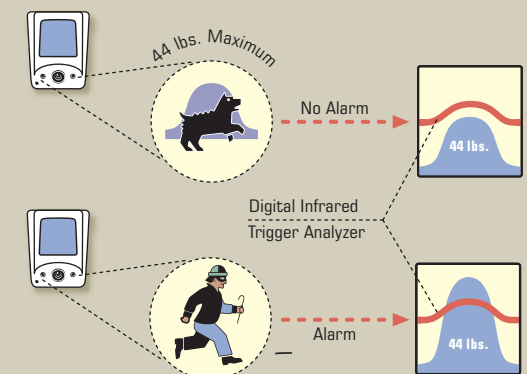 44 lbs. Maximum
No Alarm
44 lbs.
Digital Infrared
Trigger Analyzer
Alarm
44 lbs.